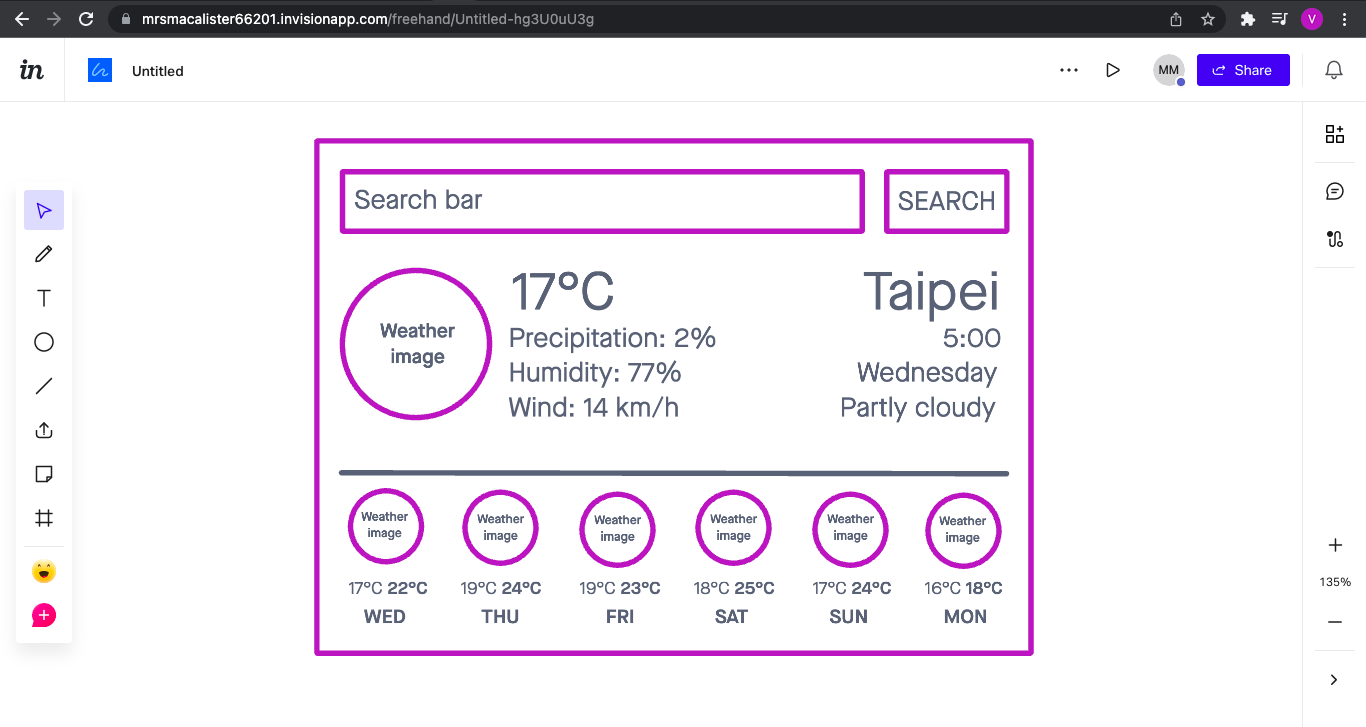 mrsmacalister66201.invisionapp.com/freehand/Untitled-hg3U0uU3g
V
in
Untitled
MM
Share
Search bar
SEARCH
Weather
image
17°C
Precipitation: 2%
Humidity: 77%
Wind: 14 km/h
Taipei
5:00
Wednesday
Partly cloudy
Weather
image
Weather
image
Weather
image
Weather
image
Weather
image
Weather
image
17°C 22°C
19°C 24°C
19°C 23°C
18°C 25°C
17°C 24°C
16°C 18°C
WED
THU
FRI
SAT
SUN
MON
135%